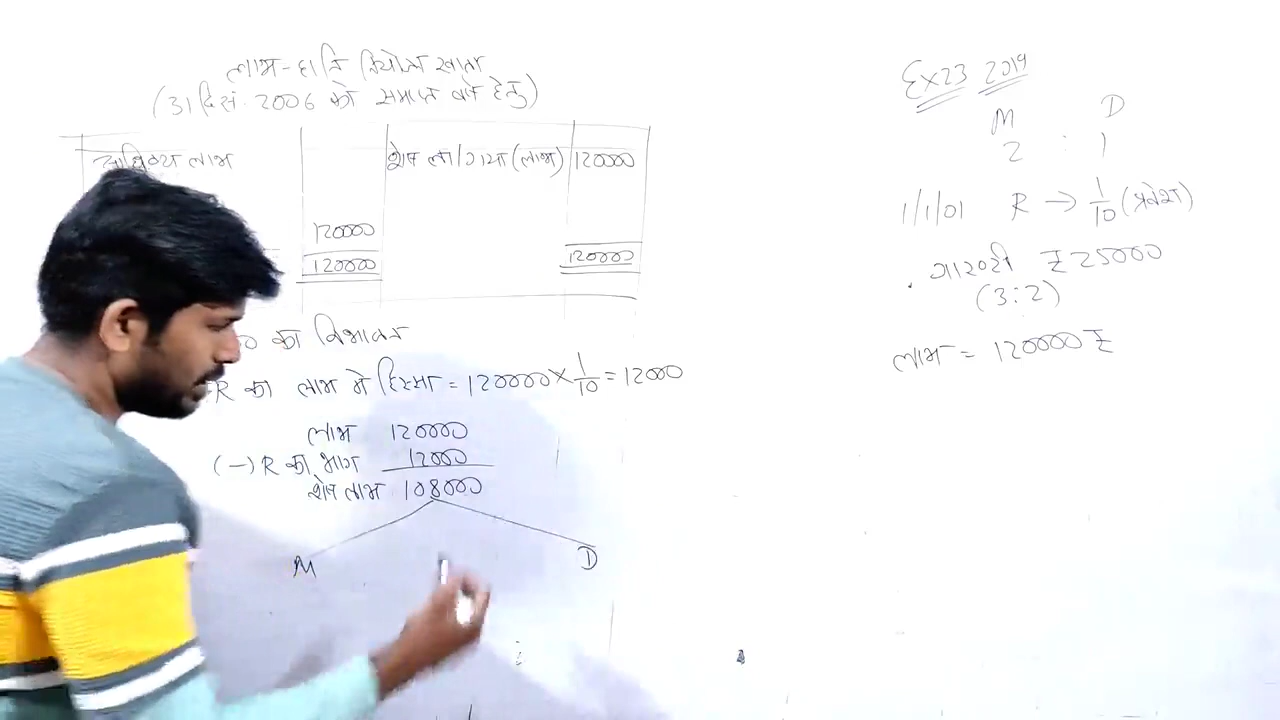 लाभ-हानि नियोजन खाता
(31 दिसं. 2006 को समाप्त वर्ष हेतु)
लाभ शेष ला/गया (लाभ) 120000
120000
120000 120000
का विभाजन
R का लाभ में हिस्सा = 120000 × 1/10 = 12000
लाभ 120000
(-) R का भाग 12000
शेष लाभ 108000
M D
Ex23 2019
M D
2 : 1
1/1/01 R → 1/10 (प्रवेश)
. गारण्टी ₹ 25000
(3:2)
लाभ = 120000 ₹